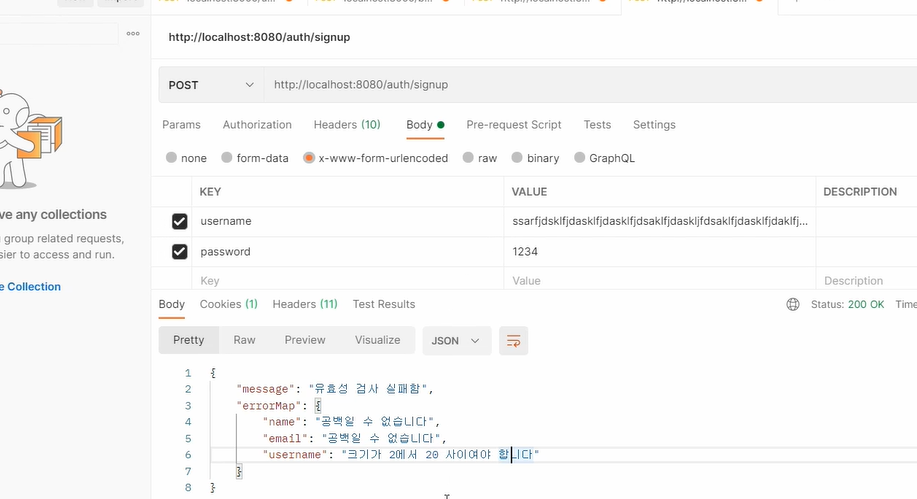 http://localhost:8080/auth/signup
POST http://localhost:8080/auth/signup
Params Authorization Headers (10) Body Pre-request Script Tests Settings
none form-data x-www-form-urlencoded raw binary GraphQL
KEY VALUE DESCRIPTION
username ssarfjdsklfjdasklfjdasklfjdsaklfjdaskljfdsaklfjdasklfjdaklfj...
password 1234
Key Value Description
ve any collections
group related requests,
sier to access and run.
e Collection
Body Cookies (1) Headers (11) Test Results Status: 200 OK Time
Pretty Raw Preview Visualize JSON
1 {
2 "message": "유효성 검사 실패함",
3 "errorMap": {
4 "name": "공백일 수 없습니다",
5 "email": "공백일 수 없습니다",
6 "username": "크기가 2에서 20 사이여야 합니다"
7 }
8 }